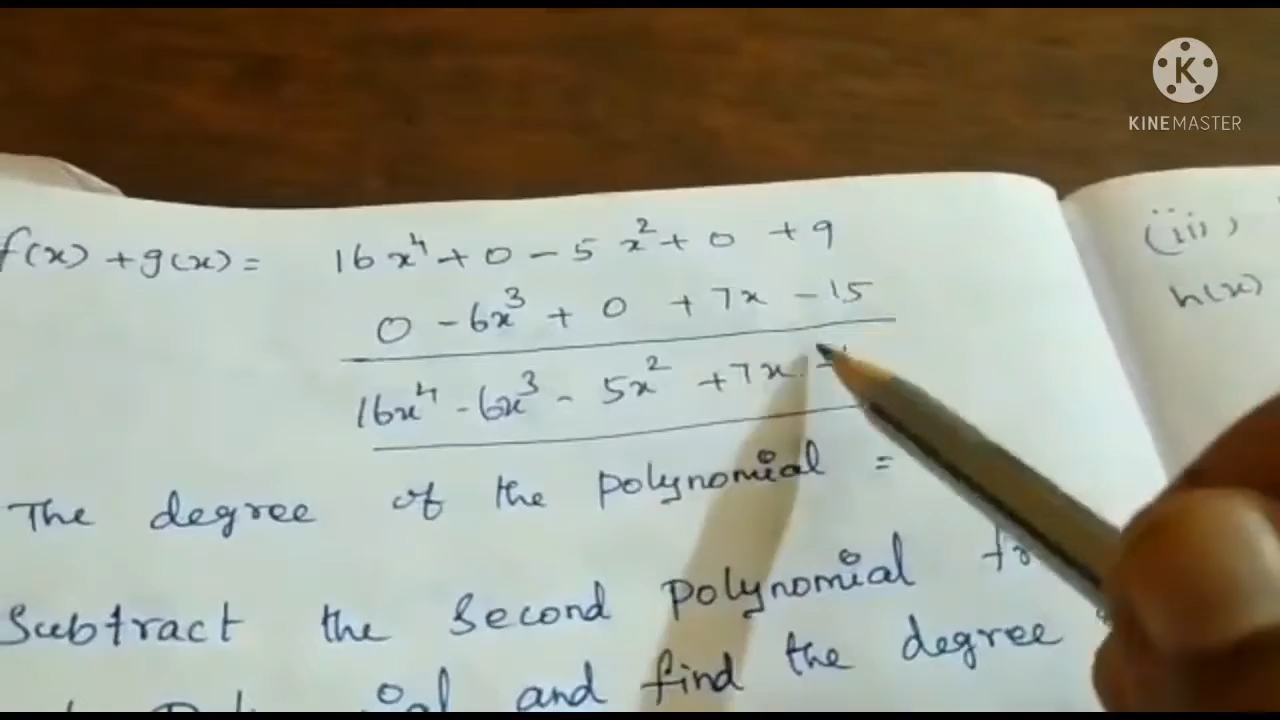 K
KINEMASTER
f(x) + g(x) = 16x⁴ + 0 - 5x² + 0 + 9
0 - 6x³ + 0 + 7x - 15
16x⁴ - 6x³ - 5x² + 7x -
The degree of the polynomial =
Subtract the second polynomial
and find the degree
(iii),
h(x)